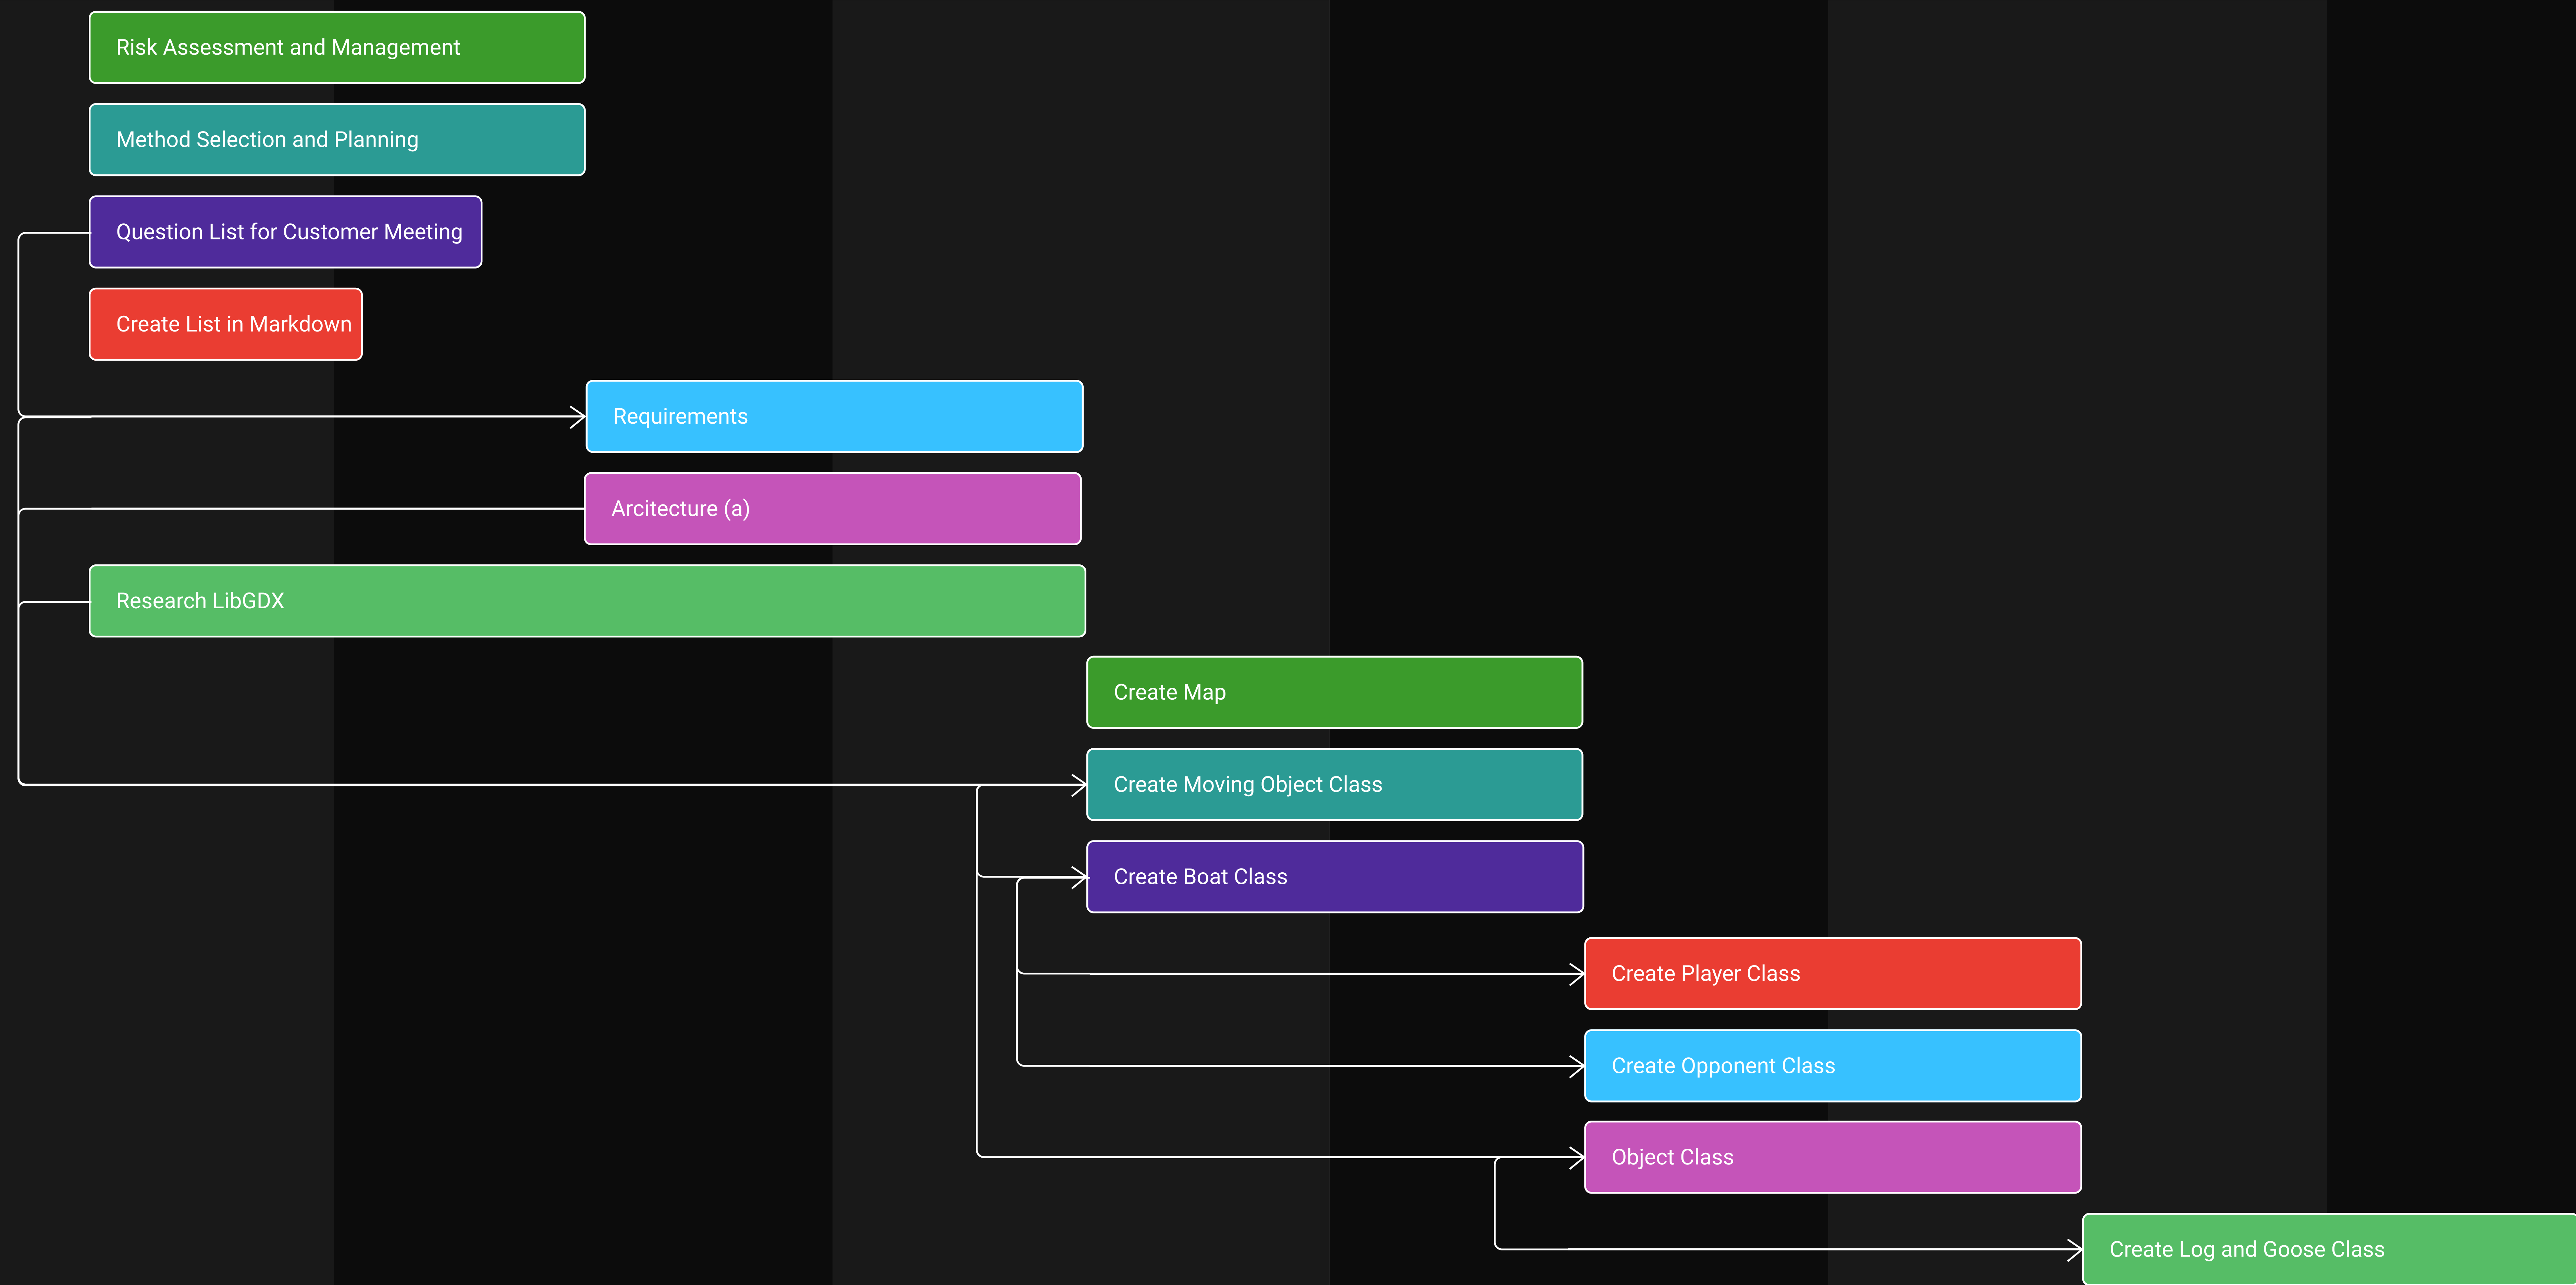 Risk Assessment and Management
Method Selection and Planning
Question List for Customer Meeting
Create List in Markdown
Requirements
Arcitecture (a)
Research LibGDX
Create Map
Create Moving Object Class
Create Boat Class
Create Player Class
Create Opponent Class
Object Class
Create Log and Goose Class